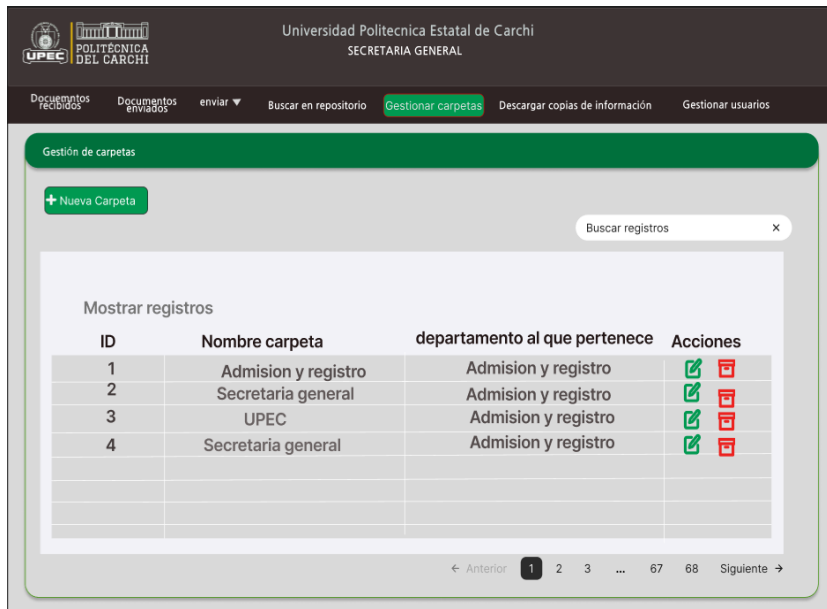 Universidad Politecnica Estatal de Carchi
SECRETARIA GENERAL
UPEC
POLITÉCNICA
DEL CARCHI
Docuemntos
recibidos
Documentos
enviados
enviar ▼
Buscar en repositorio
Gestionar carpetas
Descargar copias de información
Gestionar usuarios
Gestión de carpetas
+ Nueva Carpeta
Buscar registros ×
Mostrar registros
ID Nombre carpeta departamento al que pertenece Acciones
1 Admision y registro Admision y registro
2 Secretaria general Admision y registro
3 UPEC Admision y registro
4 Secretaria general Admision y registro
← Anterior 1 2 3 ... 67 68 Siguiente →